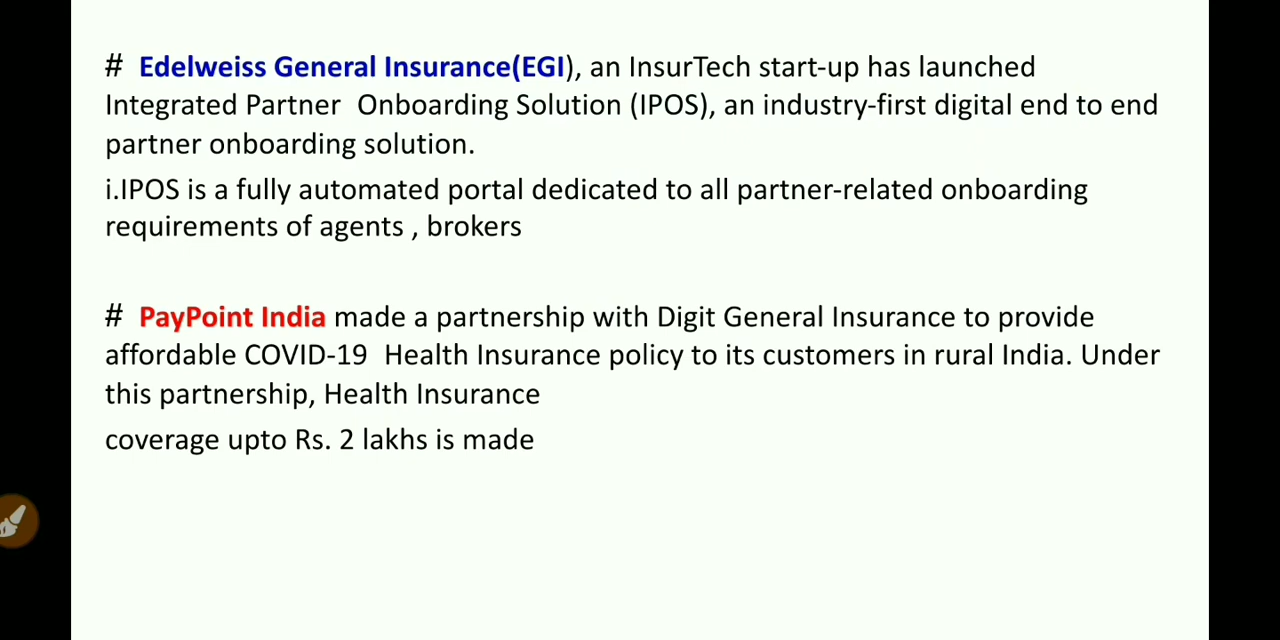 # Edelweiss General Insurance(EGI), an InsurTech start-up has launched
Integrated Partner Onboarding Solution (IPOS), an industry-first digital end to end
partner onboarding solution.
i.IPOS is a fully automated portal dedicated to all partner-related onboarding
requirements of agents , brokers
# PayPoint India made a partnership with Digit General Insurance to provide
affordable COVID-19 Health Insurance policy to its customers in rural India. Under
this partnership, Health Insurance
coverage upto Rs. 2 lakhs is made